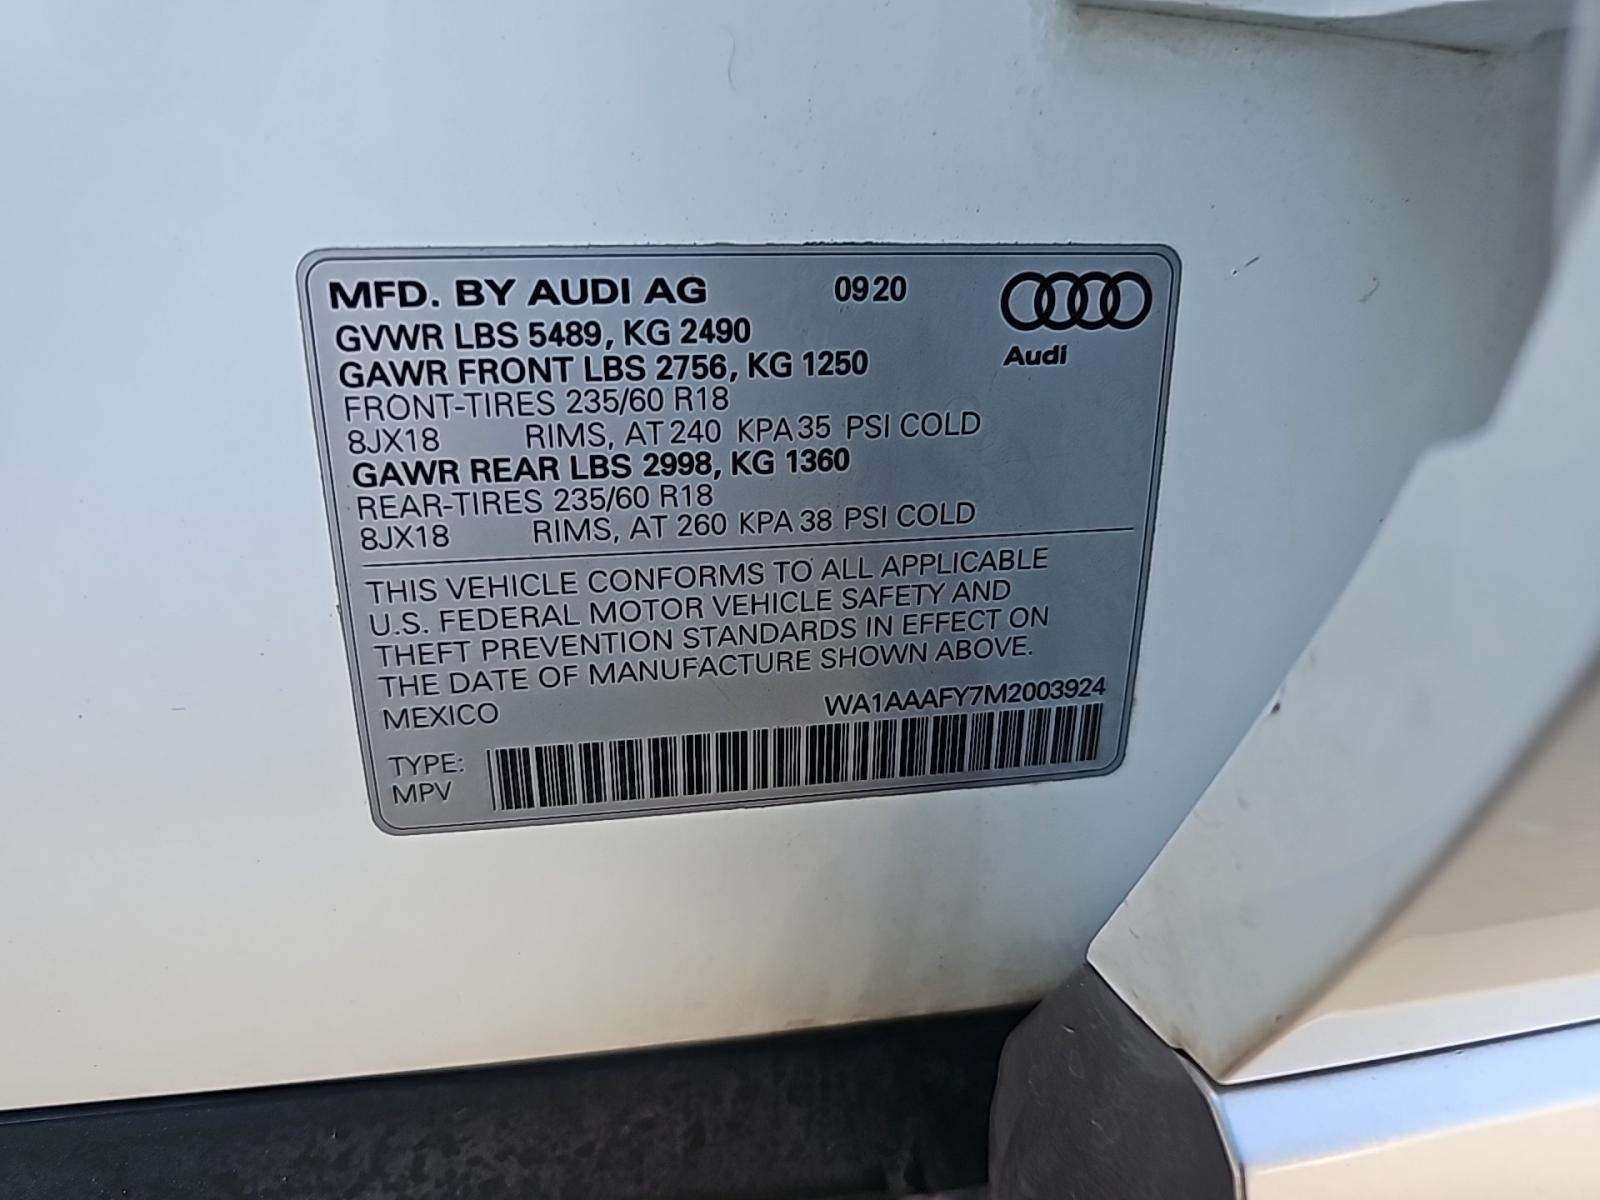 MFD. BY AUDI AG 09 20
GVWR LBS 5489, KG 2490
GAWR FRONT LBS 2756, KG 1250
Audi
FRONT-TIRES 235/60 R18
8JX18 RIMS, AT 240 KPA 35 PSI COLD
GAWR REAR LBS 2998, KG 1360
REAR-TIRES 235/60 R18
8JX18 RIMS, AT 260 KPA 38 PSI COLD
THIS VEHICLE CONFORMS TO ALL APPLICABLE
U.S. FEDERAL MOTOR VEHICLE SAFETY AND
THEFT PREVENTION STANDARDS IN EFFECT ON
THE DATE OF MANUFACTURE SHOWN ABOVE.
MEXICO WA1AAAFY7M2003924
TYPE:
MPV